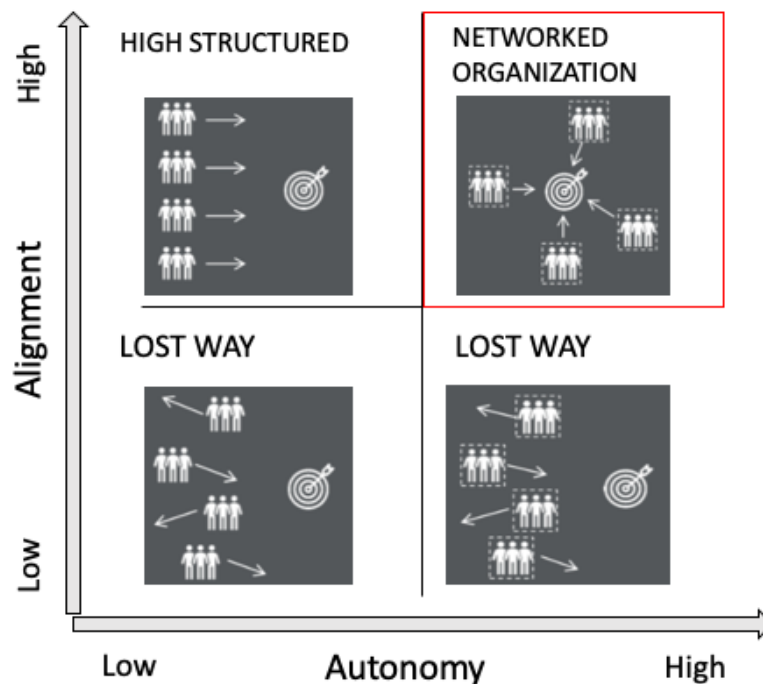 HIGH STRUCTURED
NETWORKED
ORGANIZATION
High
Alignment
LOST WAY
LOST WAY
Low
Low
Autonomy
High